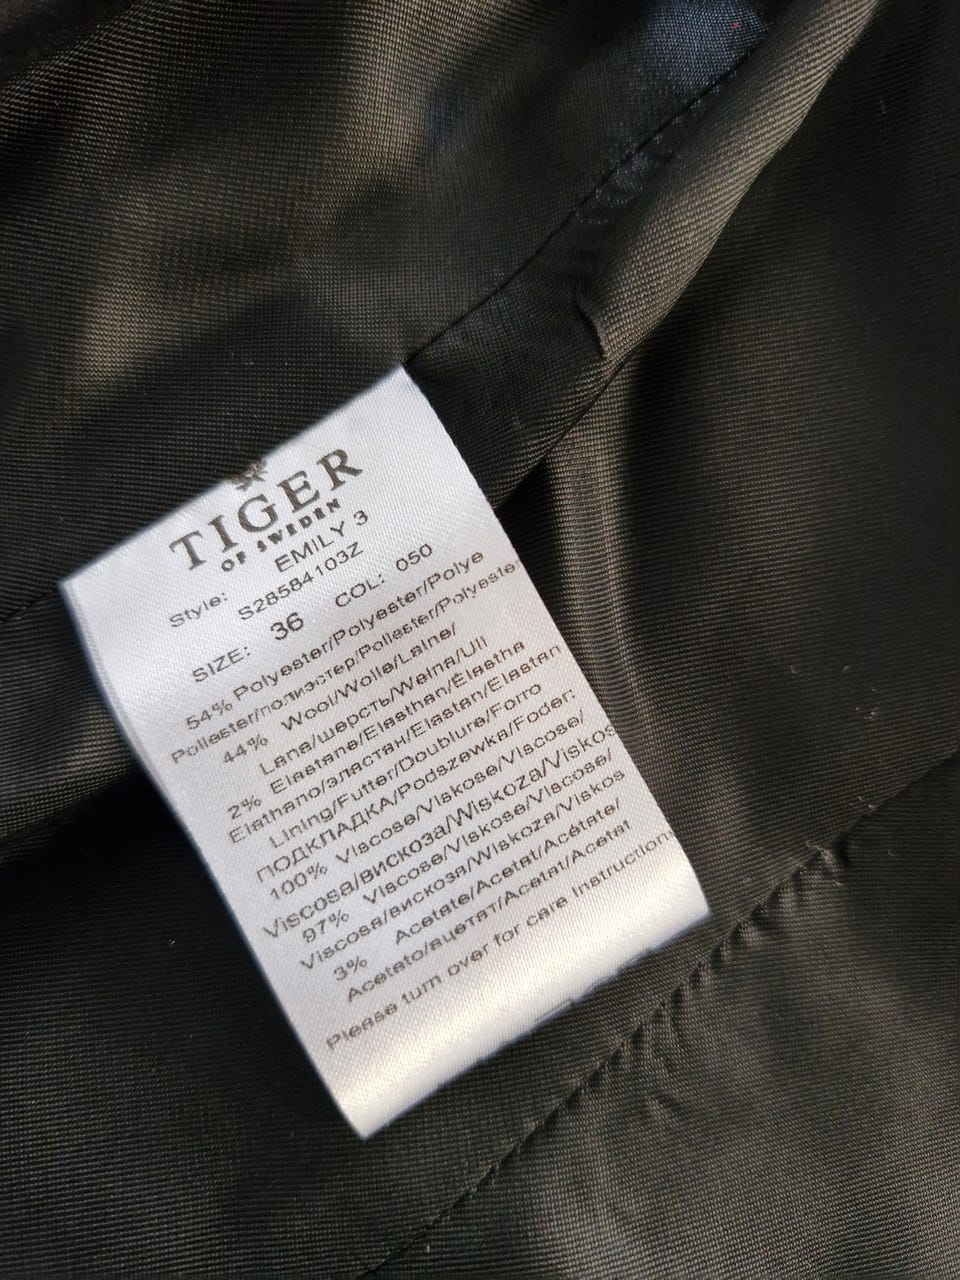 TIGER
OF SWEDEN
EMILY 3
Style: S28584103Z
SIZE: 36 COL: 050
54% Polyester/Polyester/Polye
Poliester/полиэстер/Poliester/Polyester
44% Wool/Wolle/Laine/
Lana/шерсть/Wełna/Ull
2% Elastane/Elasthan/Élastha
Elathano/эластан/Elastan/Elastan
Lining/Futter/Doublure/Forro
ПОДКЛАДКА/Podszewka/Foder:
100% Viscose/Viskose/Viscose/
Viscosa/вискоза/Wiskoza/Viskos
97% Viscose/Viskose/Viscose/
Viscosa/вискоза/Wiskoza/Viskos
3% Acetate/Acetat/Acétate/
Acetato/ацетат/Acetat/Acetat
Please turn over for care instructions